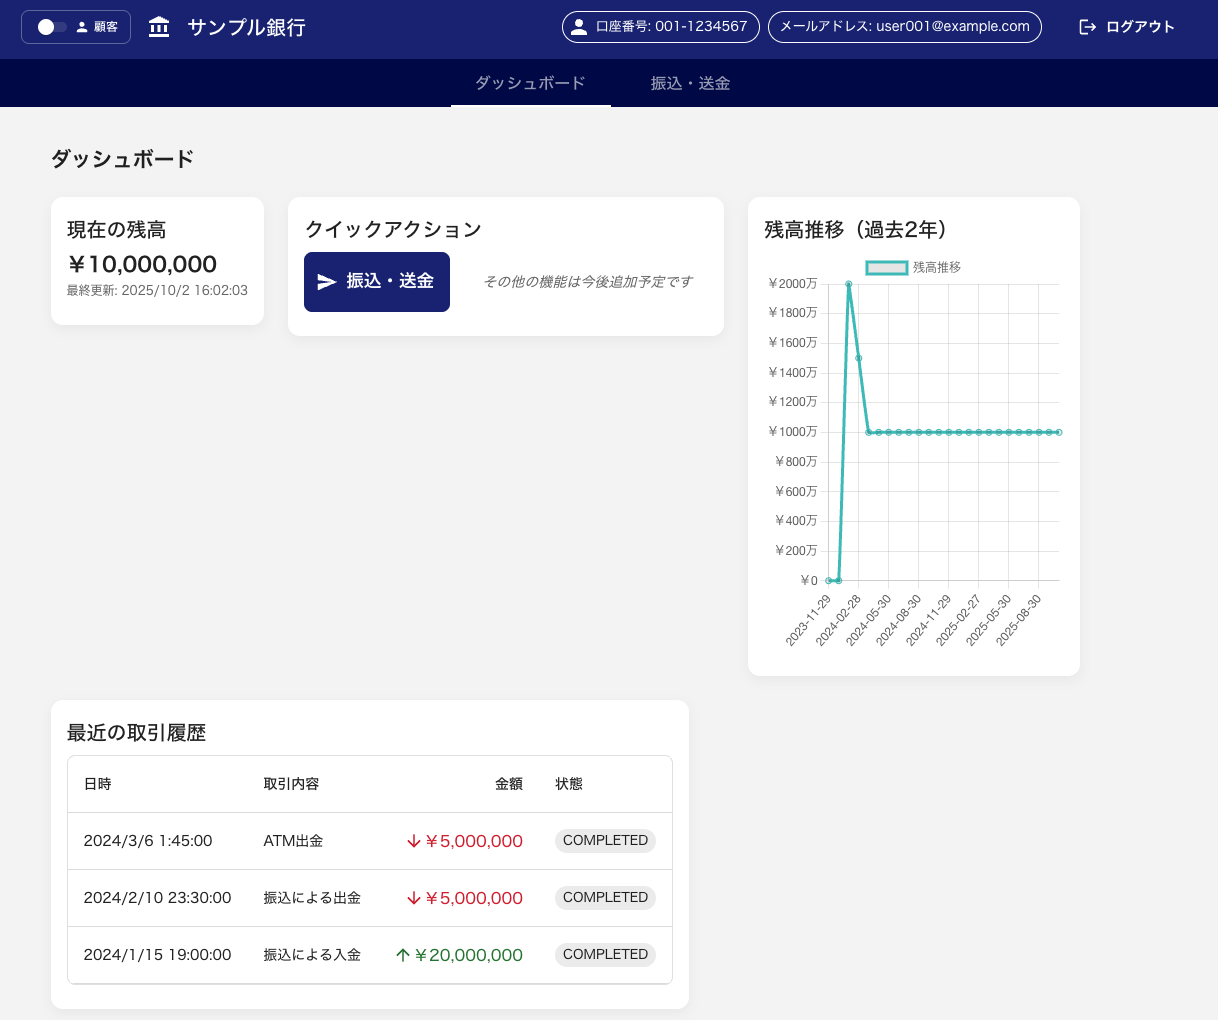 顧客
サンプル銀行
口座番号: 001-1234567
メールアドレス: user001@example.com
ログアウト
ダッシュボード
振込・送金
ダッシュボード
現在の残高
￥10,000,000
最終更新: 2025/10/2 16:02:03
クイックアクション
振込・送金
その他の機能は今後追加予定です
残高推移（過去2年）
残高推移
￥2000万
￥1800万
￥1600万
￥1400万
￥1200万
￥1000万
￥800万
￥600万
￥400万
￥200万
￥0
2023-11-29
2024-02-28
2024-05-30
2024-08-30
2024-11-29
2025-02-27
2025-05-30
2025-08-30
最近の取引履歴
日時 取引内容 金額 状態
2024/3/6 1:45:00 ATM出金 ↓￥5,000,000 COMPLETED
2024/2/10 23:30:00 振込による出金 ↓￥5,000,000 COMPLETED
2024/1/15 19:00:00 振込による入金 ↑￥20,000,000 COMPLETED